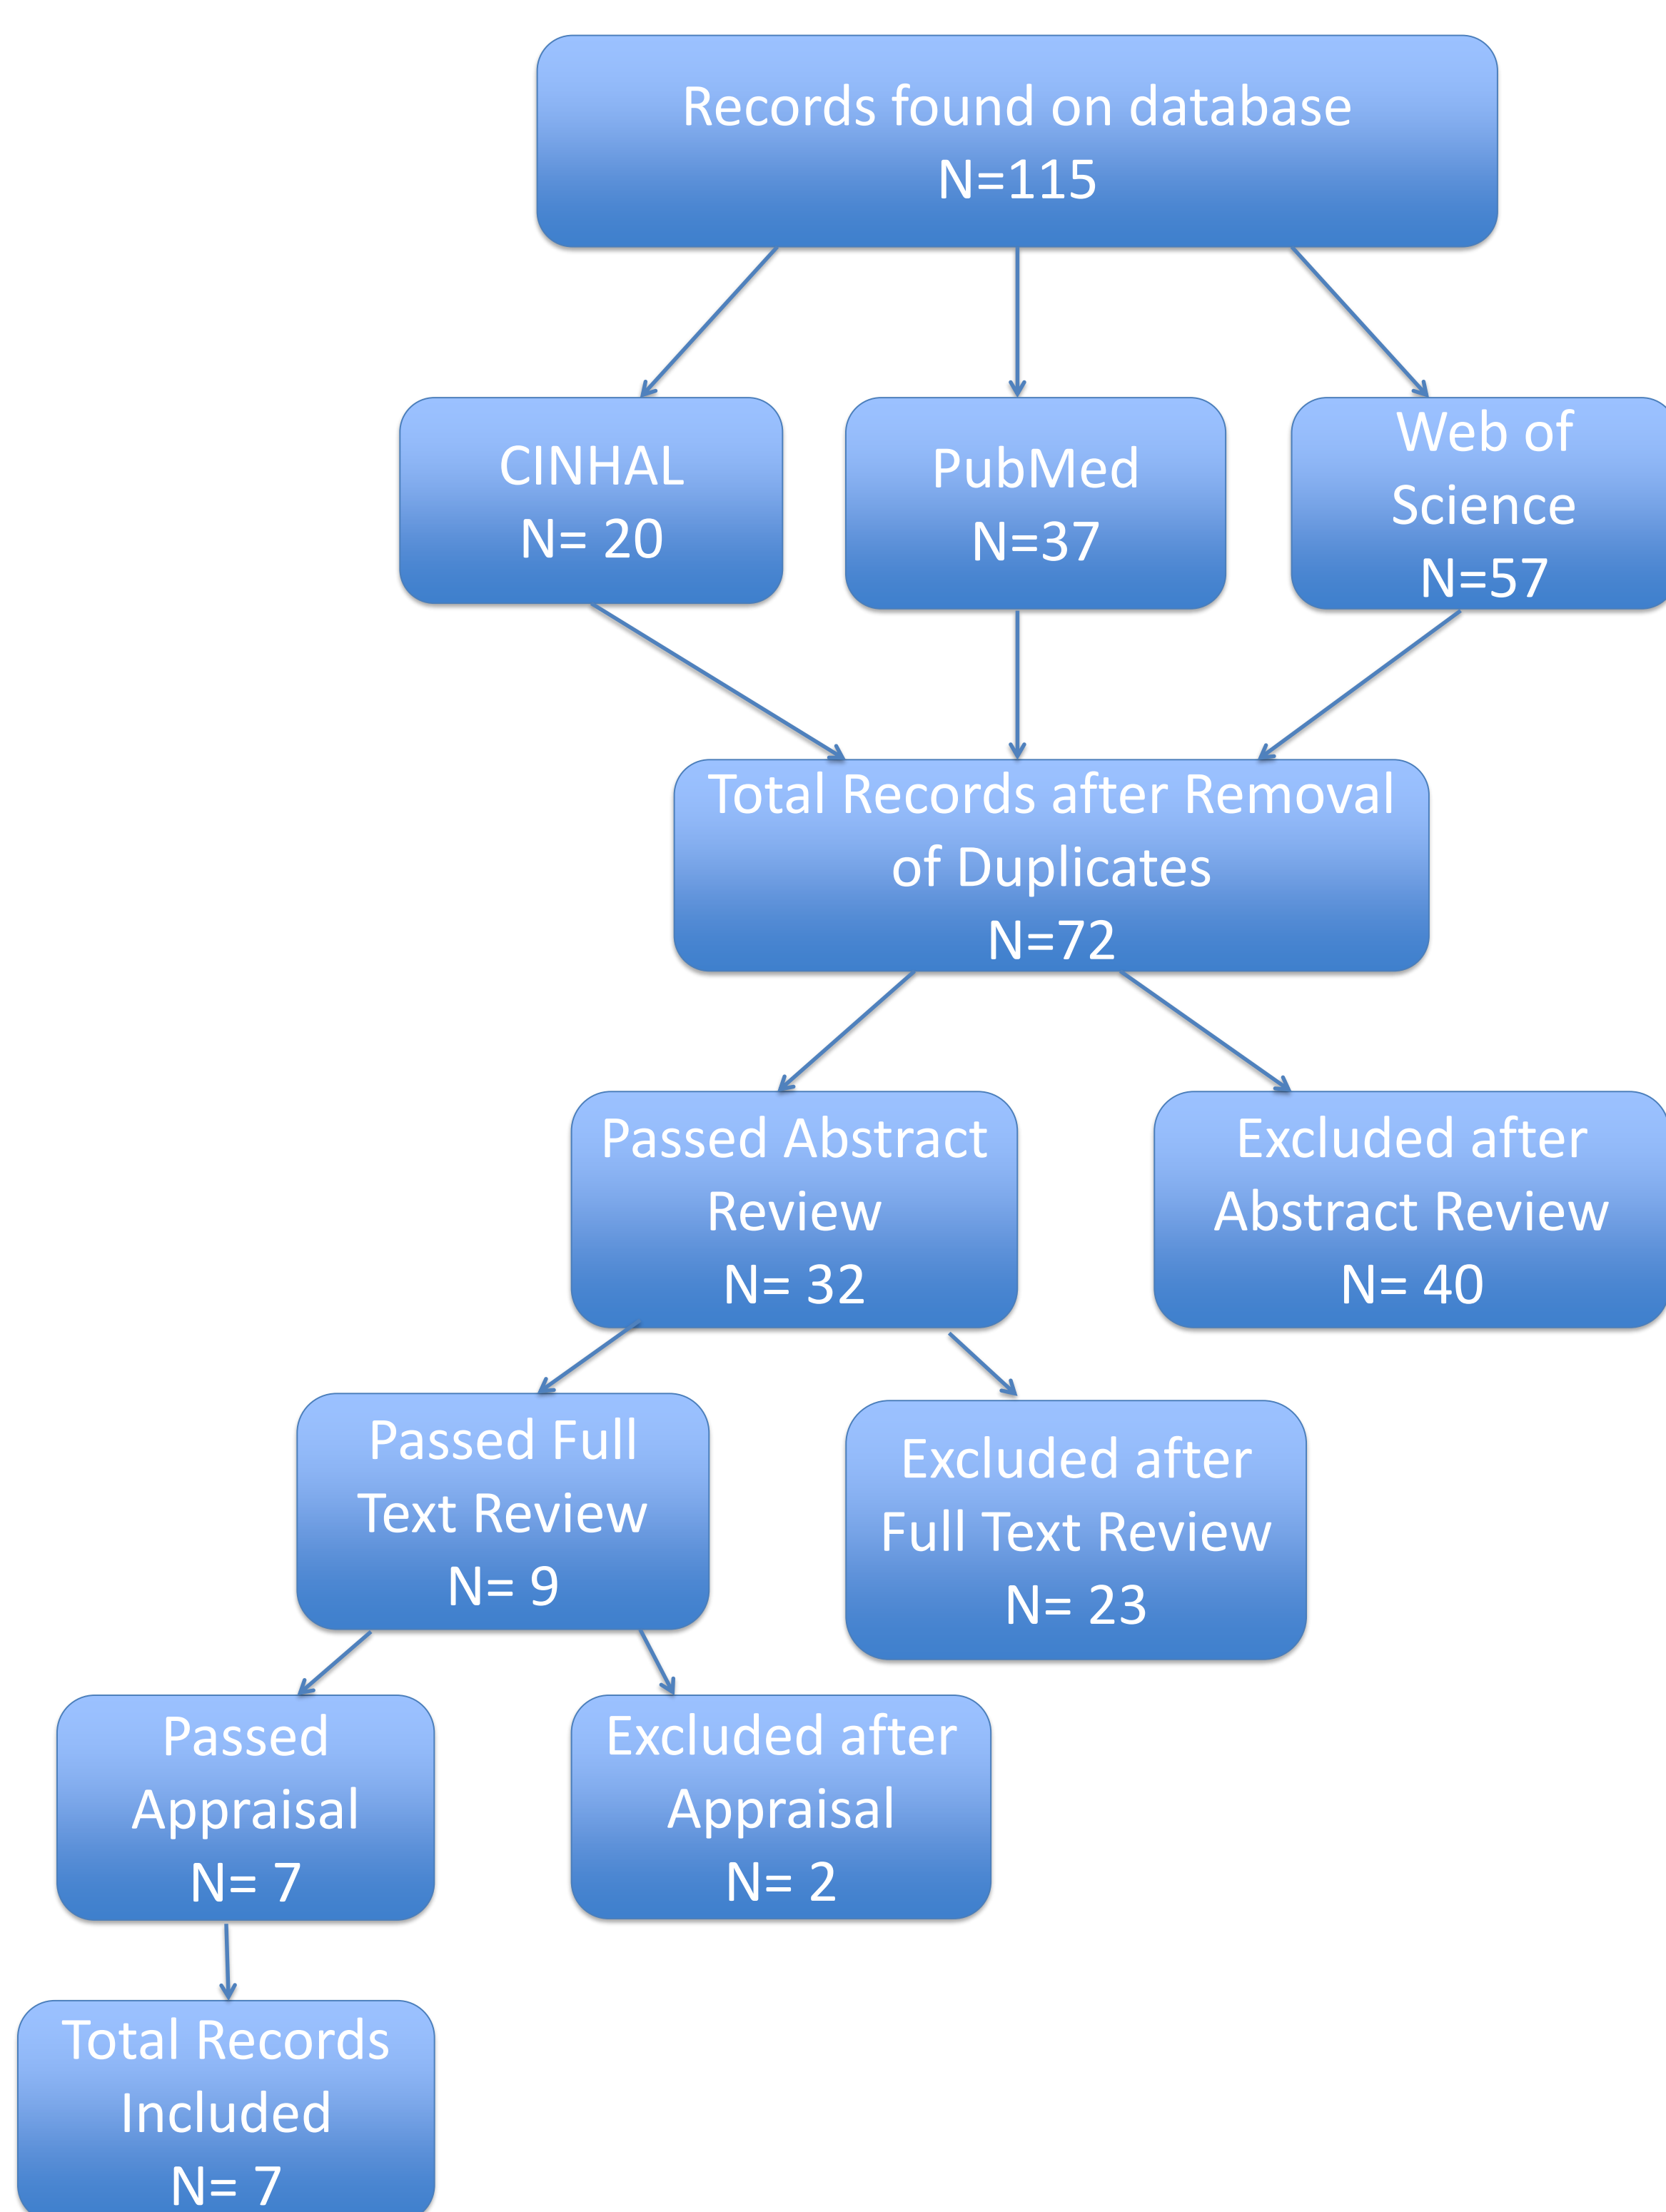 Records found on database
N=115
CINHAL
N= 20
PubMed
N=37
Web of
Science
N=57
Total Records after Removal
of Duplicates
N=72
Passed Abstract
Review
N= 32
Excluded after
Abstract Review
N= 40
Passed Full
Text Review
N= 9
Excluded after
Full Text Review
N= 23
Passed
Appraisal
N= 7
Excluded after
Appraisal
N= 2
Total Records
Included
N= 7